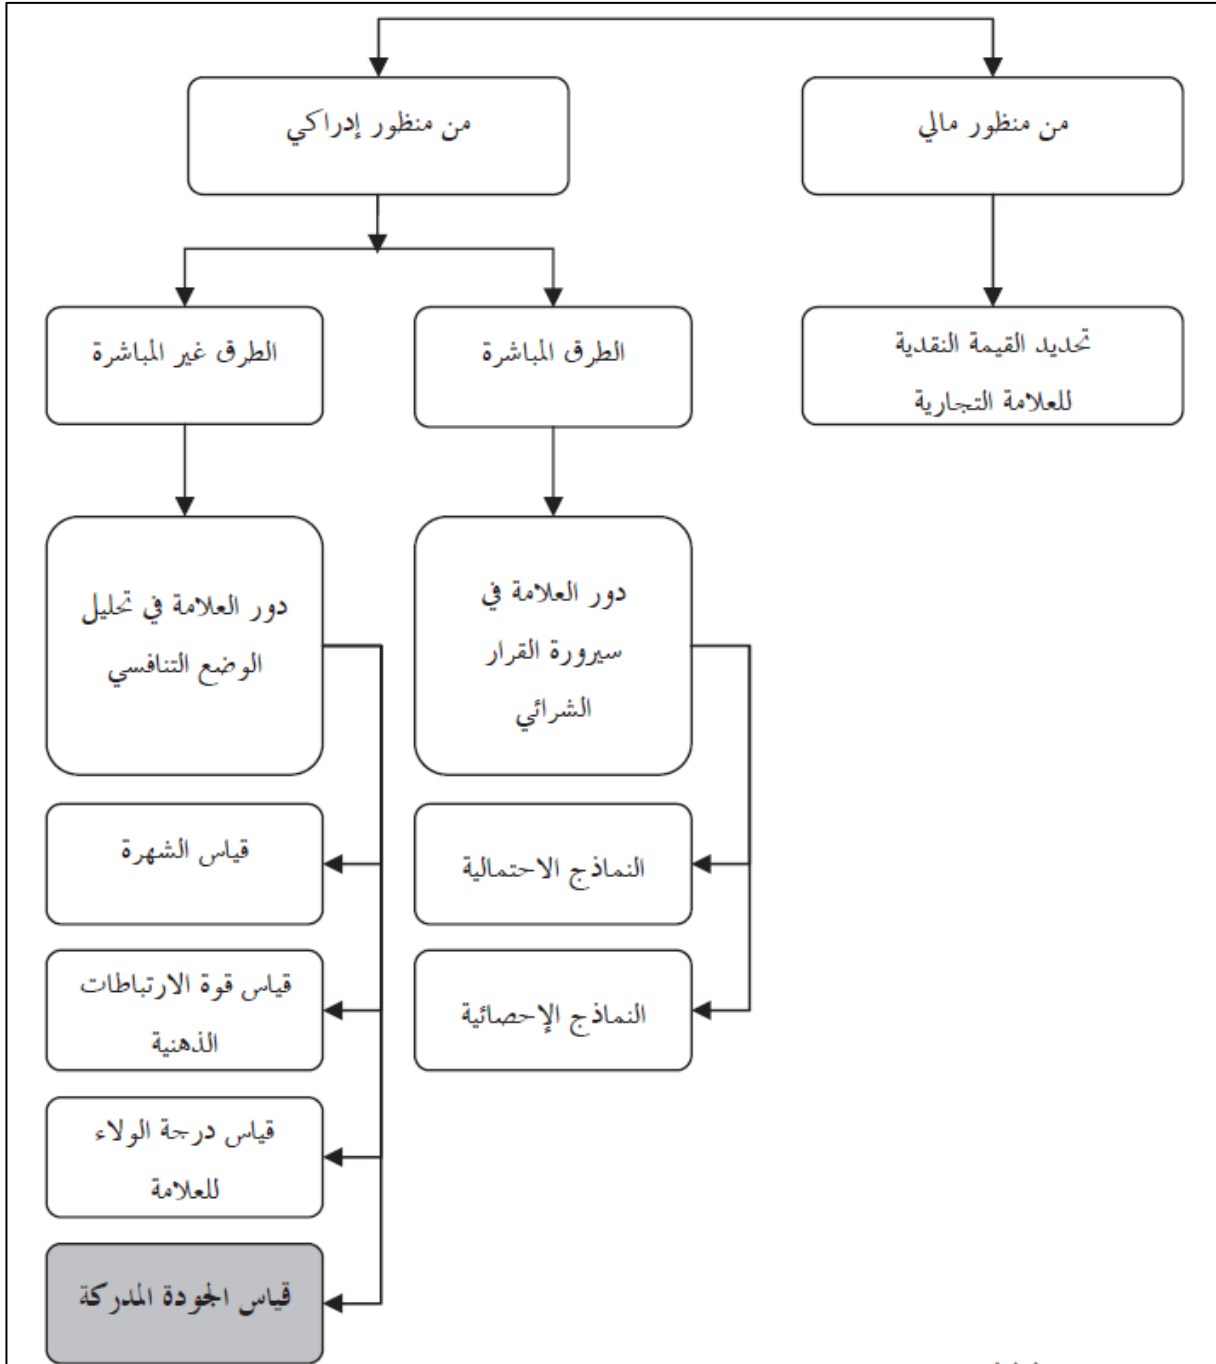 من منظور مالي
من منظور إدراكي
تحديد القيمة النقدية
للعلامة التجارية
الطرق المباشرة
الطرق غير المباشرة
دور العلامة في
سيرورة القرار
الشرائي
دور العلامة في تحليل
الوضع التنافسي
النماذج الاحتمالية
النماذج الإحصائية
قياس الشهرة
قياس قوة الارتباطات
الذهنية
قياس درجة الولاء
للعلامة
قياس الجودة المدركة